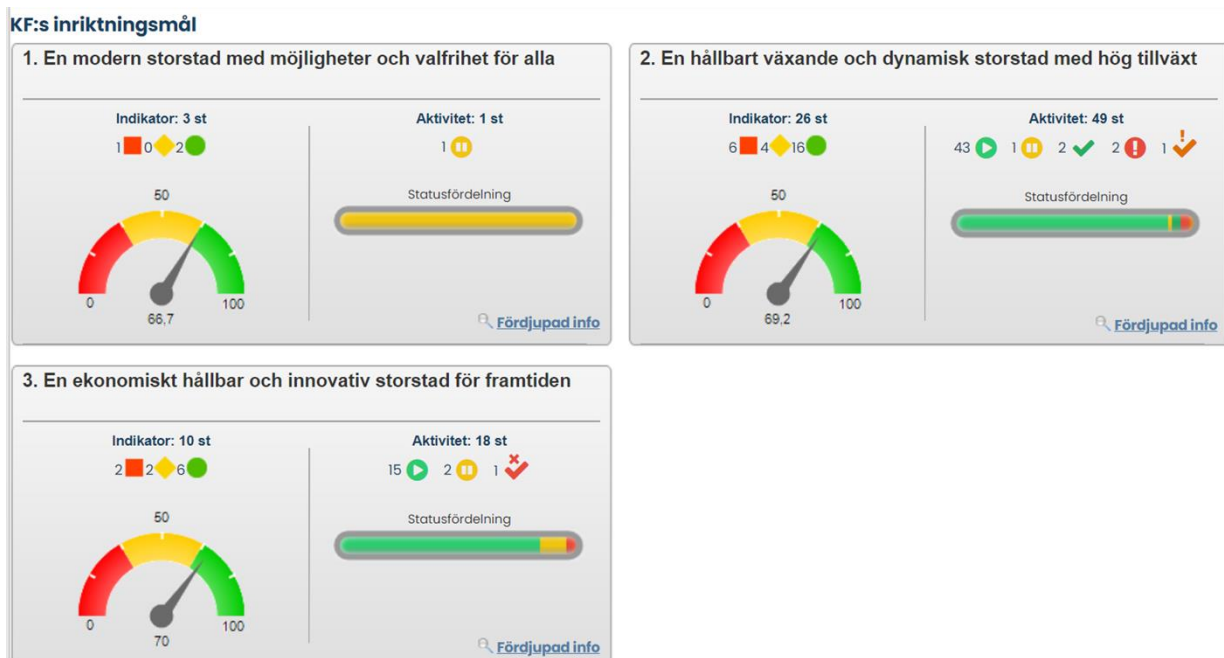 KF:s inriktningsmål
1. En modern storstad med möjligheter och valfrihet för alla
Indikator: 3 st
1 0 2
50
0
100
66,7
Aktivitet: 1 st
1
Statusfördelning
Fördjupad info
2. En hållbart växande och dynamisk storstad med hög tillväxt
Indikator: 26 st
6 4 16
50
0
100
69,2
Aktivitet: 49 st
43 1 2 2 1
Statusfördelning
Fördjupad info
3. En ekonomiskt hållbar och innovativ storstad för framtiden
Indikator: 10 st
2 2 6
50
0
100
70
Aktivitet: 18 st
15 2 1
Statusfördelning
Fördjupad info